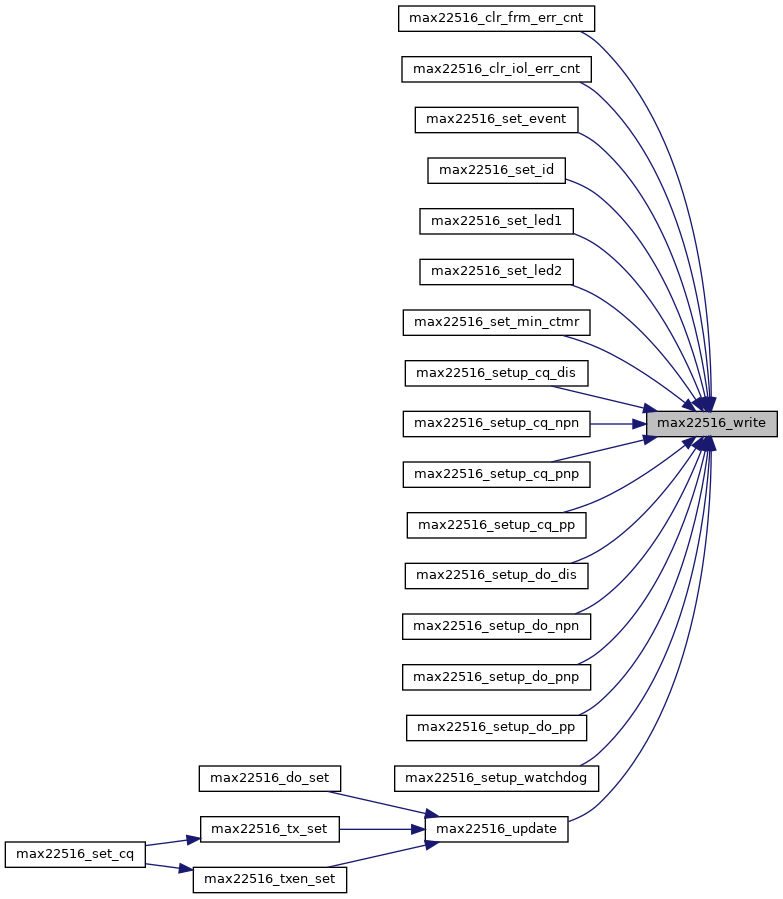 max22516_clr_frm_err_cnt
max22516_clr_iol_err_cnt
max22516_set_event
max22516_set_id
max22516_set_led1
max22516_set_led2
max22516_set_min_ctmr
max22516_setup_cq_dis
max22516_setup_cq_npn
max22516_write
max22516_setup_cq_pnp
max22516_setup_cq_pp
max22516_setup_do_dis
max22516_setup_do_npn
max22516_setup_do_pnp
max22516_setup_do_pp
max22516_do_set
max22516_setup_watchdog
max22516_tx_set
max22516_update
max22516_set_cq
max22516_txen_set